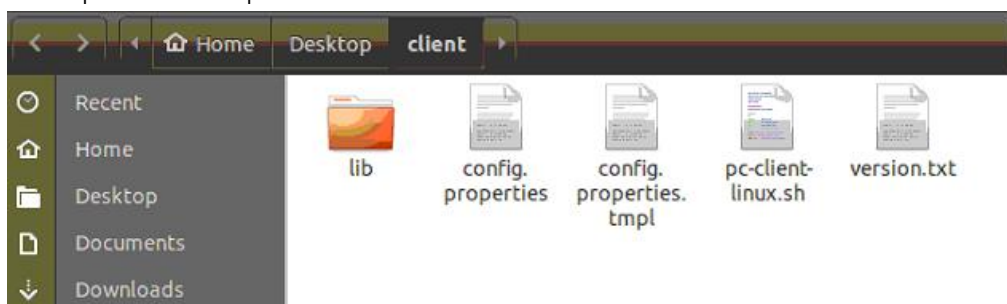 Home Desktop client
Recent
Home
Desktop
Documents
Downloads
lib
config.
properties
config.
properties.
tmpl
pc-client-
linux.sh
version.txt